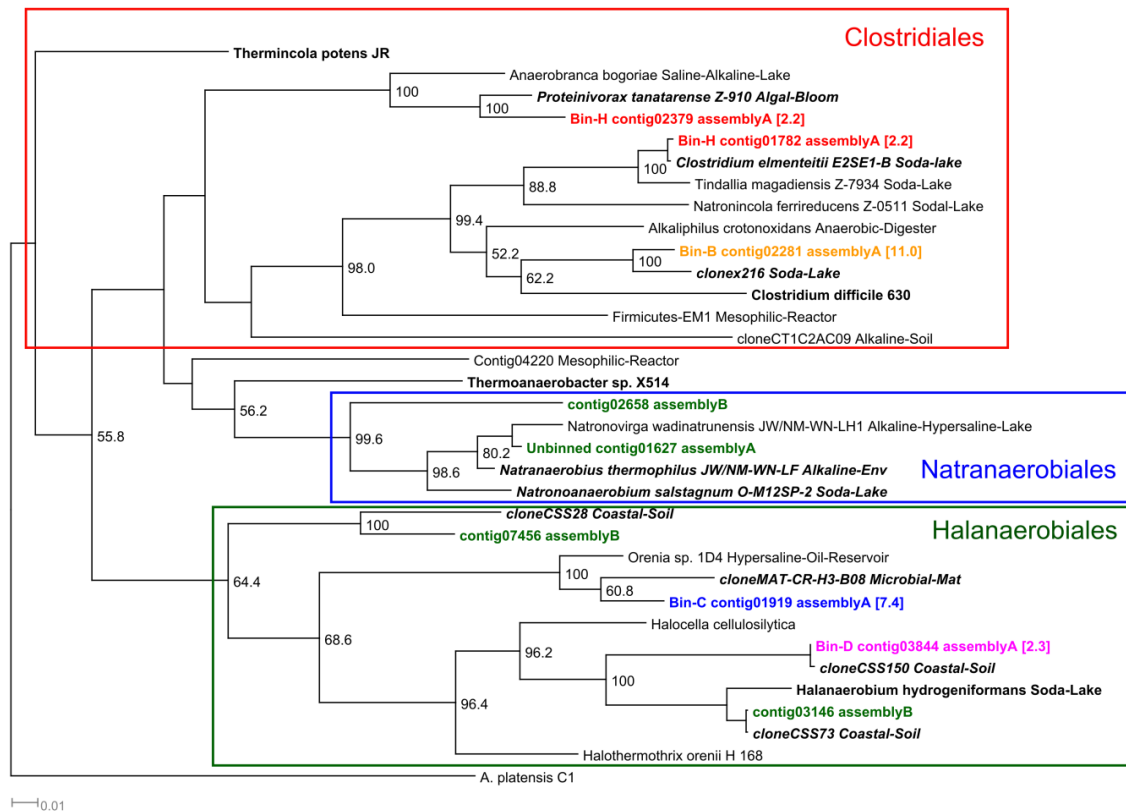 Clostridiales
Thermincola potens JR
Anaerobranca bogoriae Saline-Alkaline-Lake
100
Proteinivorax tanatarense Z-910 Algal-Bloom
100
Bin-H contig02379 assemblyA [2.2]
Bin-H contig01782 assemblyA [2.2]
100
Clostridium elmenteitii E2SE1-B Soda-lake
88.8
Tindallia magadiensis Z-7934 Soda-Lake
Natronincola ferrireducens Z-0511 Sodal-Lake
99.4
Alkaliphilus crotonoxidans Anaerobic-Digester
52.2
Bin-B contig02281 assemblyA [11.0]
100
98.0
clonex216 Soda-Lake
62.2
Clostridium difficile 630
Firmicutes-EM1 Mesophilic-Reactor
cloneCT1C2AC09 Alkaline-Soil
Contig04220 Mesophilic-Reactor
Thermoanaerobacter sp. X514
56.2
contig02658 assemblyB
55.8
Natronovirga wadinatrunensis JW/NM-WN-LH1 Alkaline-Hypersaline-Lake
99.6
80.2
Unbinned contig01627 assemblyA
98.6
Natranaerobius thermophilus JW/NM-WN-LF Alkaline-Env
Natranaerobiales
Natronoanaerobium salstagnum O-M12SP-2 Soda-Lake
cloneCSS28 Coastal-Soil
100
Halanaerobiales
contig07456 assemblyB
Orenia sp. 1D4 Hypersaline-Oil-Reservoir
64.4
100
cloneMAT-CR-H3-B08 Microbial-Mat
60.8
Bin-C contig01919 assemblyA [7.4]
Halocella cellulosilytica
68.6
96.2
Bin-D contig03844 assemblyA [2.3]
cloneCSS150 Coastal-Soil
100
Halanaerobium hydrogeniformans Soda-Lake
96.4
contig03146 assemblyB
cloneCSS73 Coastal-Soil
Halothermothrix orenii H 168
A. platensis C1
0.01